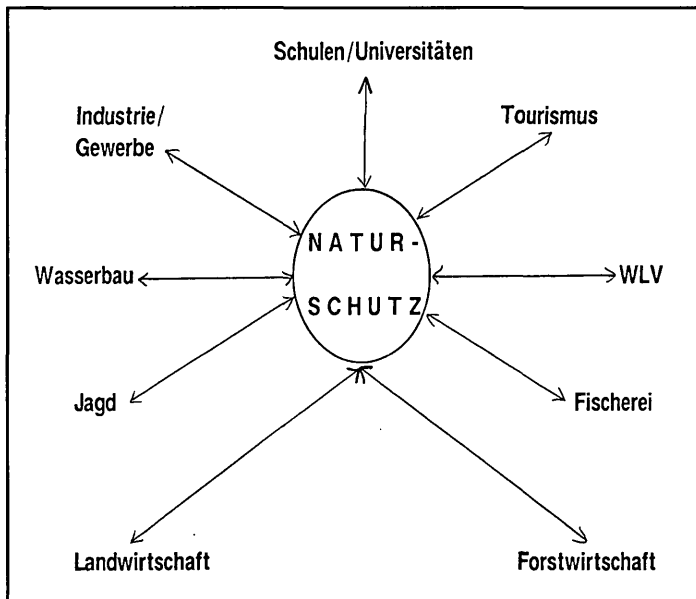 Schulen/Universitäten
Industrie/
Gewerbe
Tourismus
NATUR-
SCHUTZ
Wasserbau
WLV
Jagd
Fischerei
Landwirtschaft
Forstwirtschaft